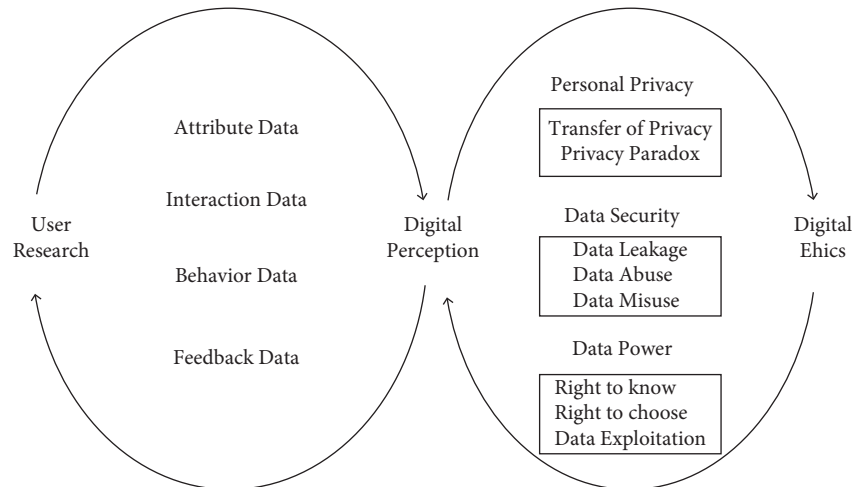 User
Research
Attribute Data
Interaction Data
Behavior Data
Feedback Data
Digital
Perception
Personal Privacy
Transfer of Privacy
Privacy Paradox
Data Security
Data Leakage
Data Abuse
Data Misuse
Data Power
Right to know
Right to choose
Data Exploitation
Digital
Ehics